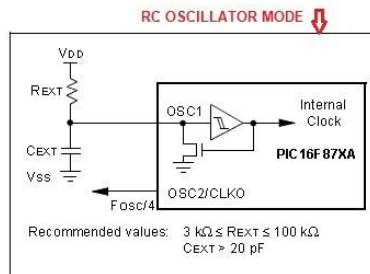 RC OSCILLATOR MODE
VDD
REXT
OSC1
Internal
Clock
CEXT
PIC16F87XA
VSS
FOSC/4
OSC2/CLKO
Recommended values: 3 kΩ ≤ REXT ≤ 100 kΩ
CEXT > 20 pF